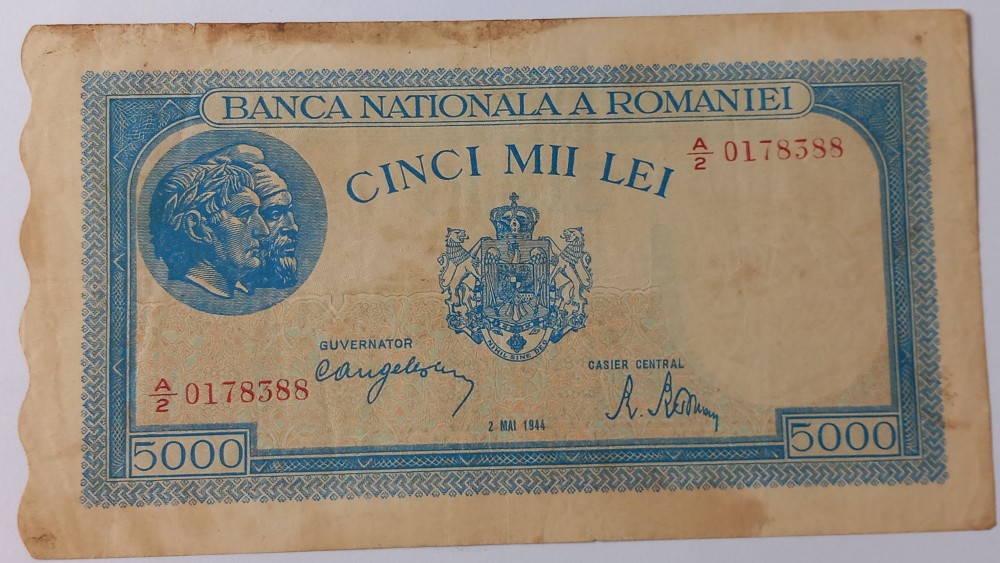 BANCA NATIONALA A ROMANIEI
CINCI MII LEI
A/2 0178388
NIHIL SINE DEO
GUVERNATOR
CASIER CENTRAL
A/2 0178388
2 MAI 1944
5000
5000